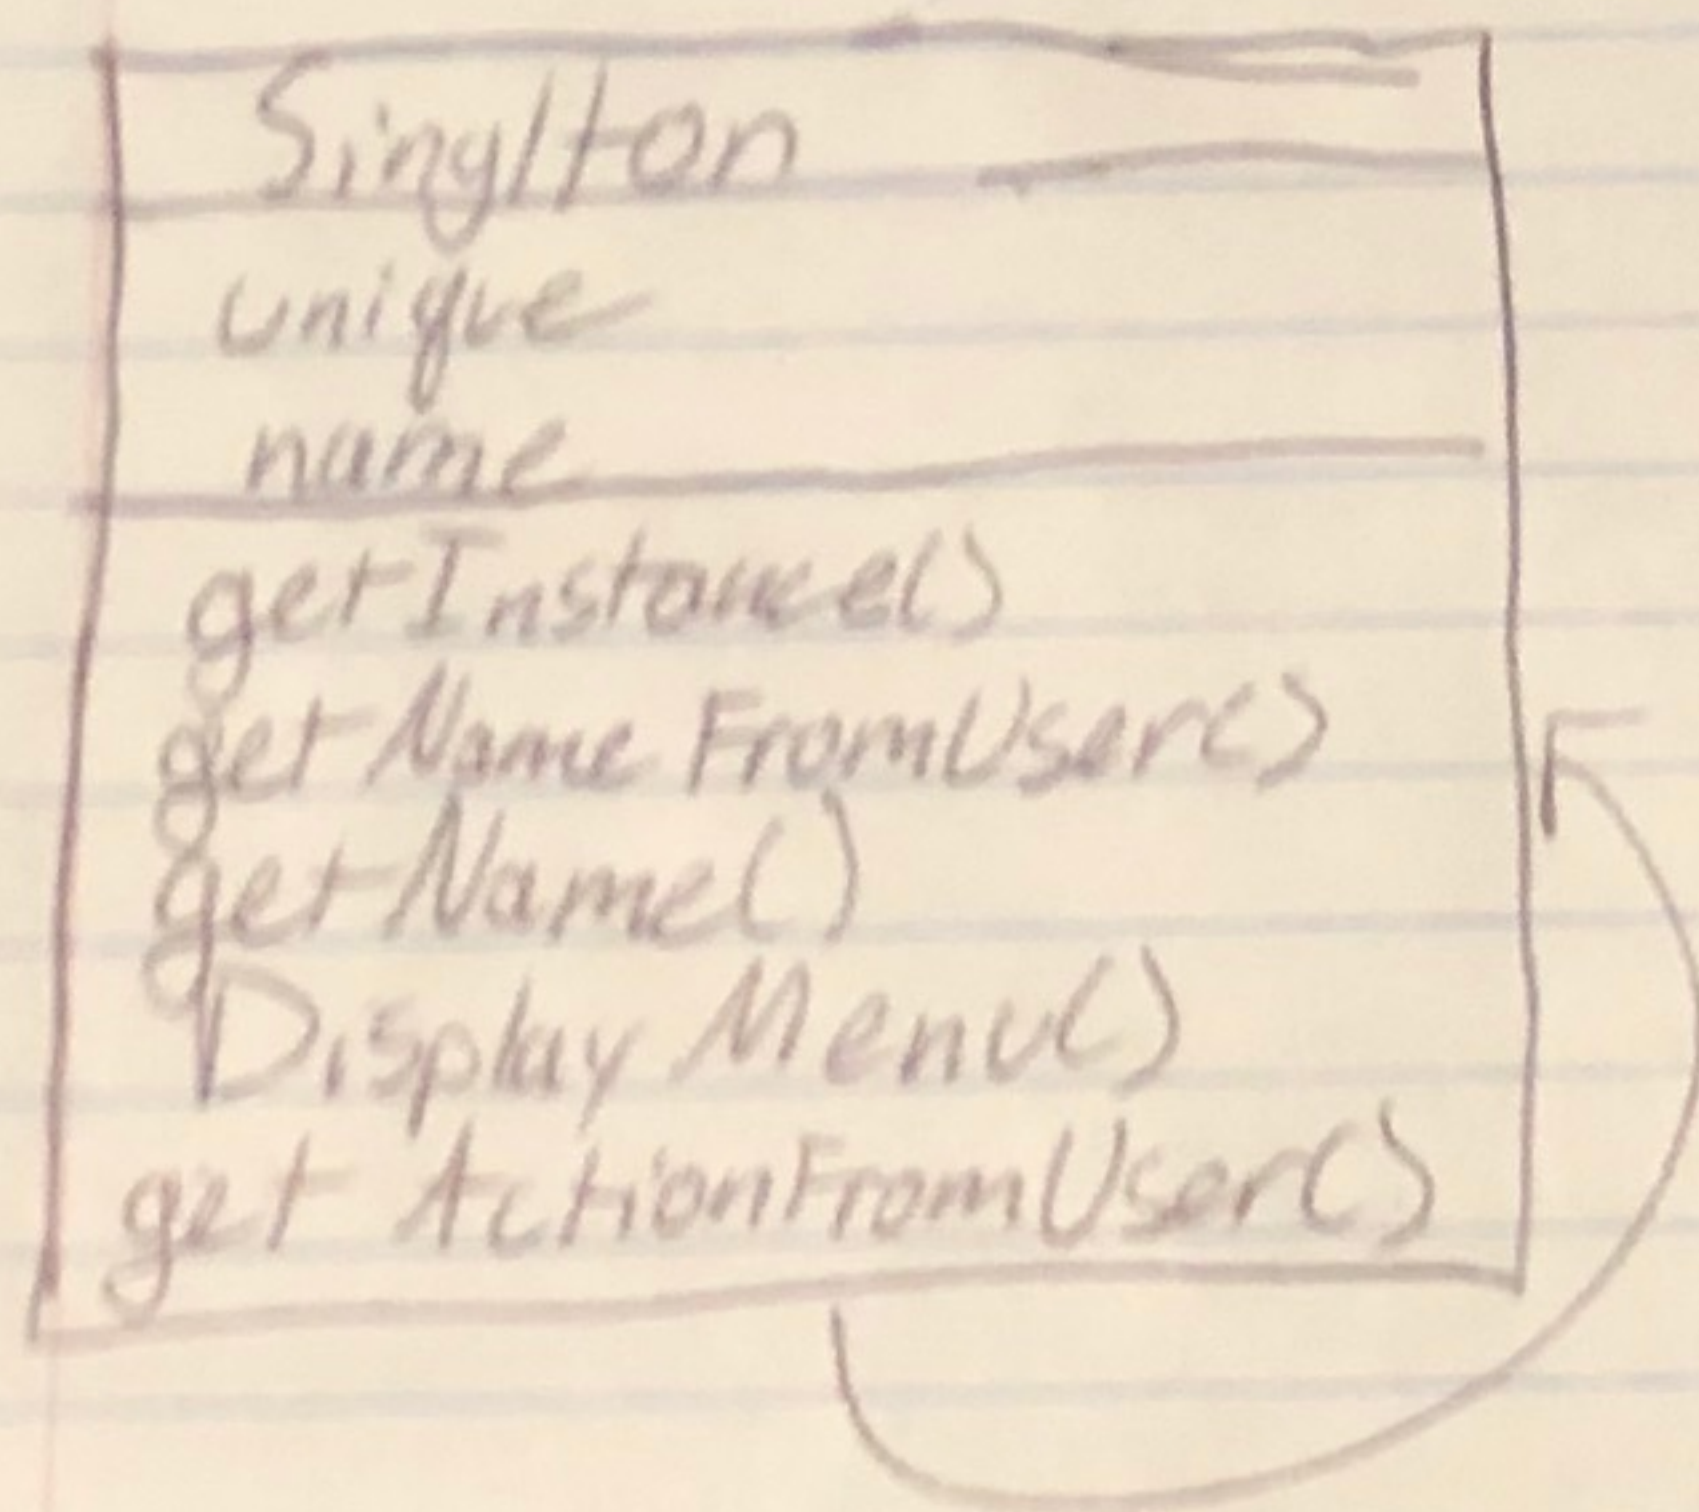 Singlton
unique
name
getInstance()
getNameFromUser()
getName()
DisplayMenu()
getActionFromUser()